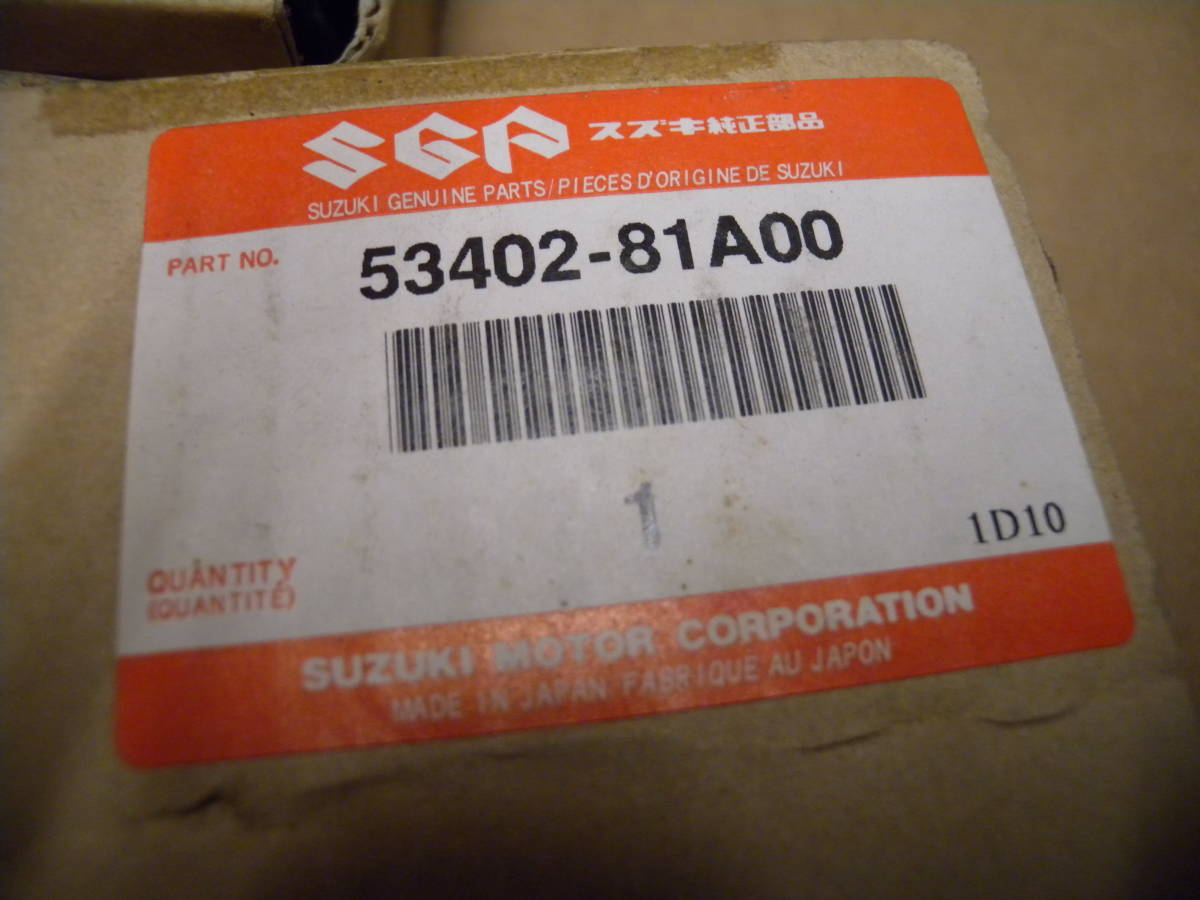 SGP スズキ純正部品
SUZUKI GENUINE PARTS/PIECES D'ORIGINE DE SUZUKI
PART NO. 53402-81A00
1
1D10
QUANTITY
(QUANTITÉ)
SUZUKI MOTOR CORPORATION
MADE IN JAPAN FABRIQUE AU JAPON